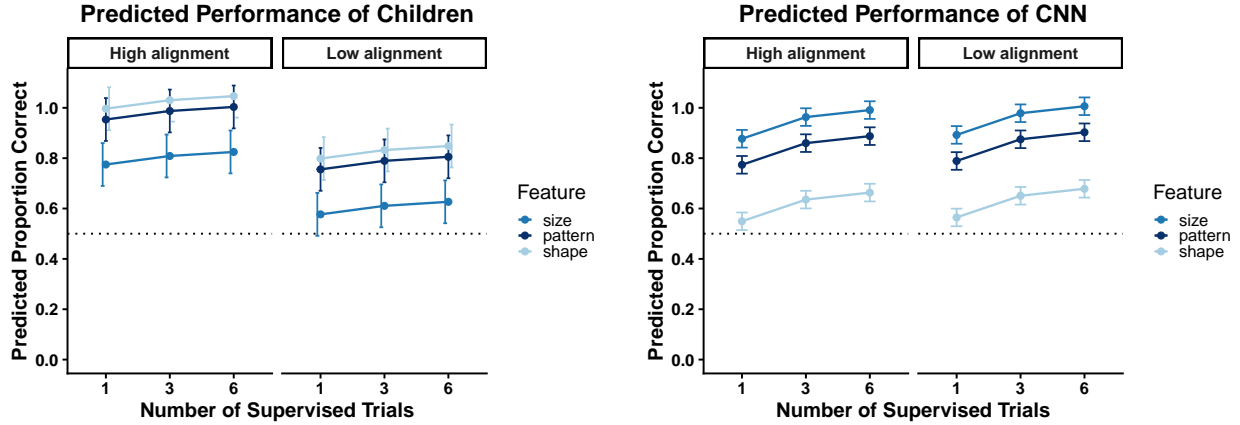 Predicted Performance of Children
High alignment
Low alignment
Predicted Proportion Correct
1.0
0.8
0.6
0.4
0.2
0.0
1
3
6
1
3
6
Number of Supervised Trials
Feature
size
pattern
shape
Predicted Performance of CNN
High alignment
Low alignment
Predicted Proportion Correct
1.0
0.8
0.6
0.4
0.2
0.0
1
3
6
1
3
6
Number of Supervised Trials
Feature
size
pattern
shape